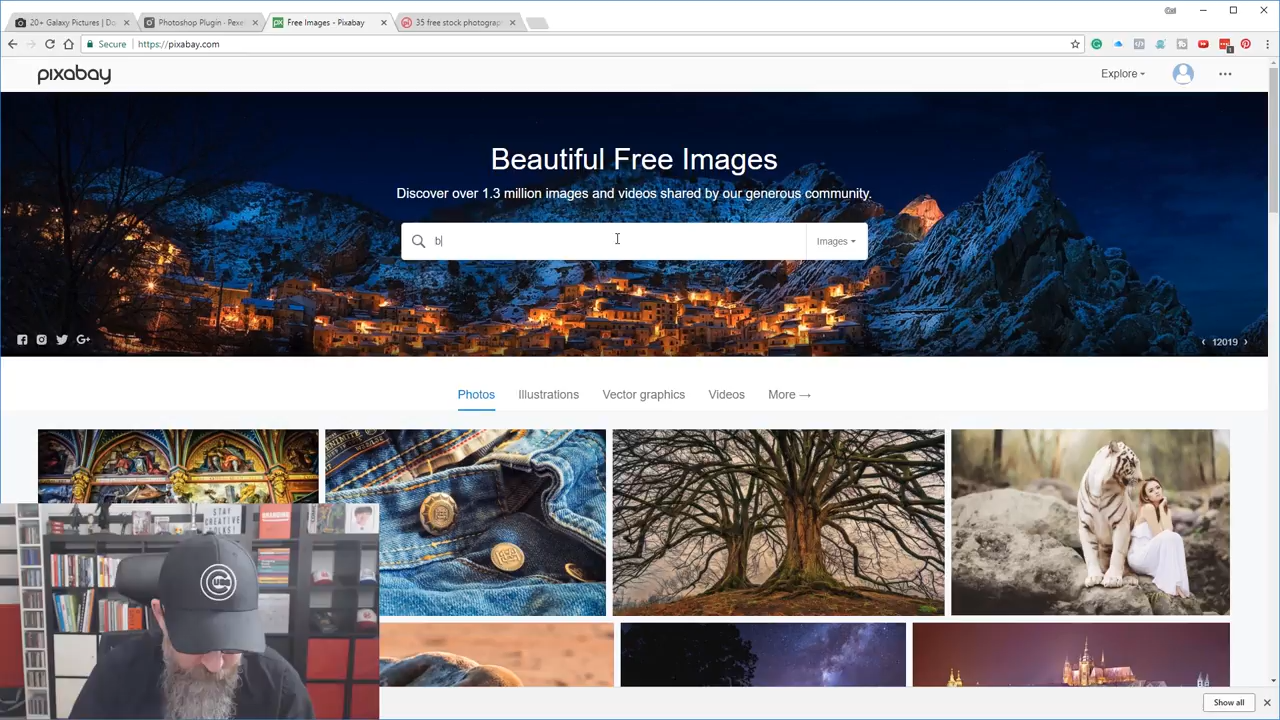 20+ Galaxy Pictures | Do
Photoshop Plugin · Pexe
Free Images - Pixabay
35 free stock photograph
Secure
https://pixabay.com
pixabay
Explore
Beautiful Free Images
Discover over 1.3 million images and videos shared by our generous community.
b
Images
12019
Photos
Illustrations
Vector graphics
Videos
More →
STAY
CREATIVE
BRANDING
Show all